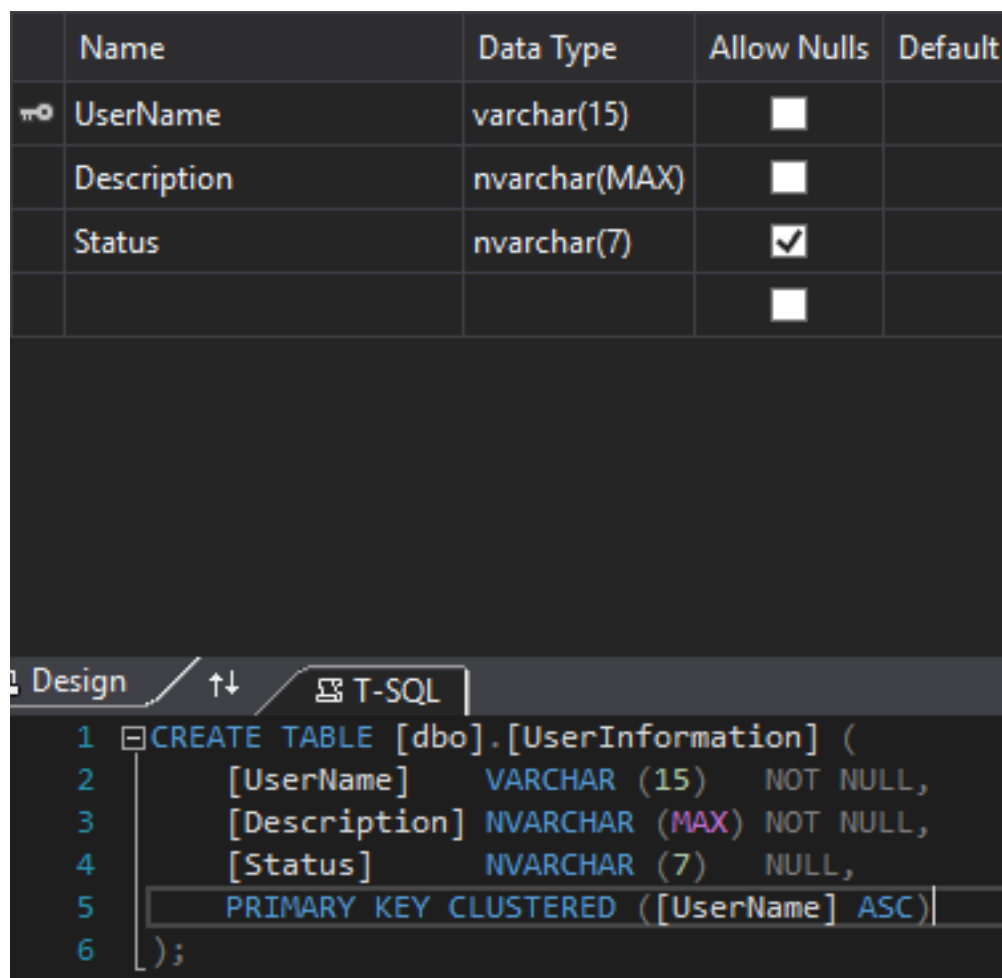 Name Data Type Allow Nulls Default
UserName varchar(15)
Description nvarchar(MAX)
Status nvarchar(7)
Design T-SQL
1 CREATE TABLE [dbo].[UserInformation] (
2 [UserName] VARCHAR (15) NOT NULL,
3 [Description] NVARCHAR (MAX) NOT NULL,
4 [Status] NVARCHAR (7) NULL,
5 PRIMARY KEY CLUSTERED ([UserName] ASC)
6 );